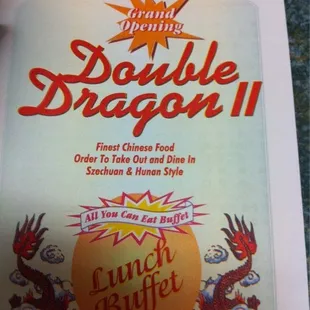 Grand
Opening
Double
Dragon II
Finest Chinese Food
Order To Take Out and Dine In
Szechuan & Hunan Style
All You Can Eat Buffet
Lunch
Buffet